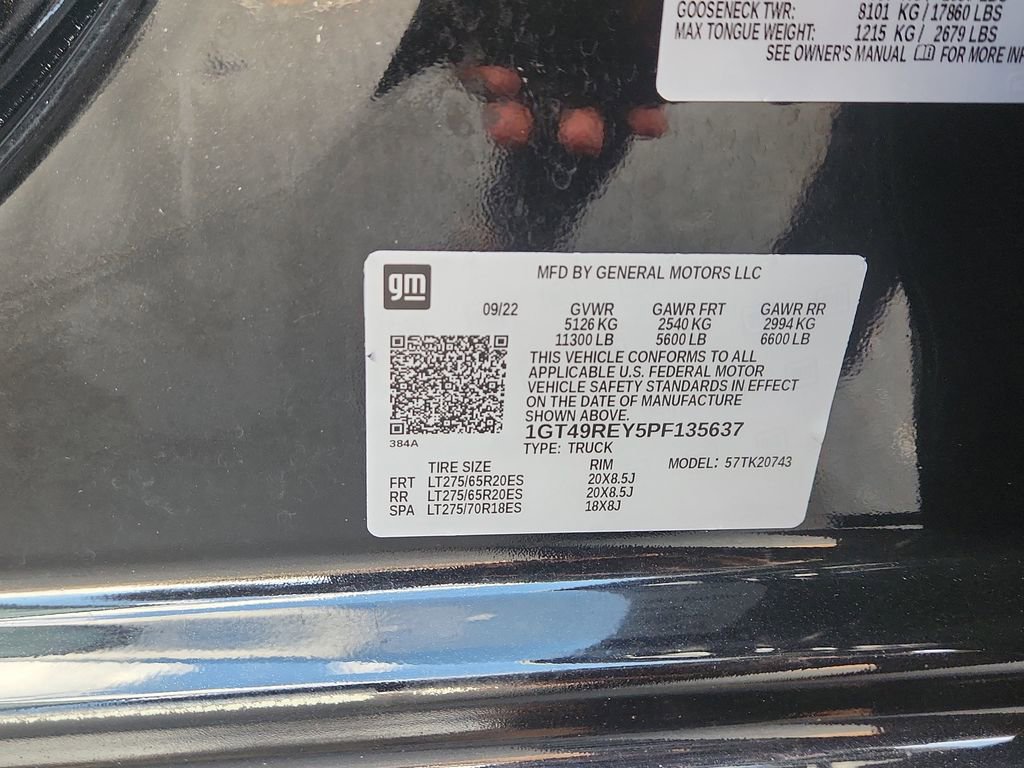 GOOSENECK TWR: 8101 KG/17860 LBS
MAX TONGUE WEIGHT: 1215 KG/ 2679 LBS
SEE OWNER'S MANUAL FOR MORE INF
gm
MFD BY GENERAL MOTORS LLC
09/22 GVWR GAWR FRT GAWR RR
5126 KG 2540 KG 2994 KG
11300 LB 5600 LB 6600 LB
THIS VEHICLE CONFORMS TO ALL
APPLICABLE U.S. FEDERAL MOTOR
VEHICLE SAFETY STANDARDS IN EFFECT
ON THE DATE OF MANUFACTURE
SHOWN ABOVE.
384A
1GT49REY5PF135637
TYPE: TRUCK
TIRE SIZE RIM MODEL: 57TK20743
FRT LT275/65R20ES 20X8.5J
RR LT275/65R20ES 20X8.5J
SPA LT275/70R18ES 18X8J